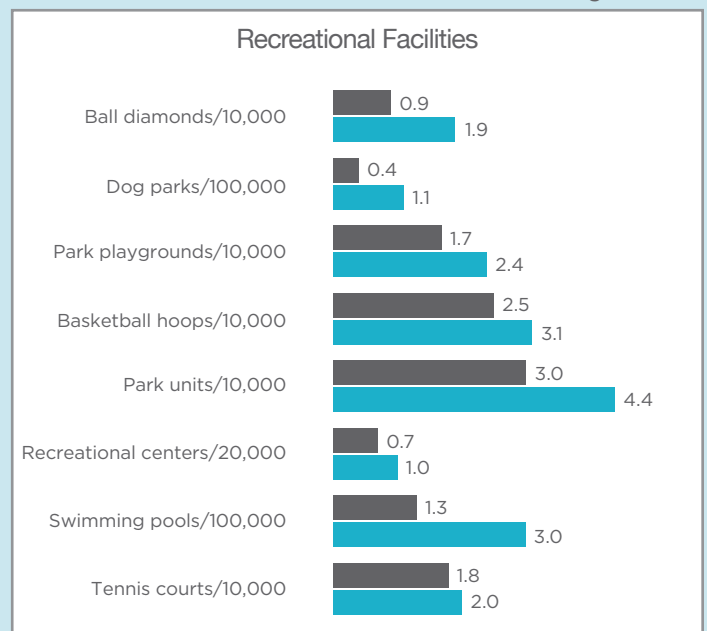 Recreational Facilities
Ball diamonds/10,000
0.9
1.9
Dog parks/100,000
0.4
1.1
Park playgrounds/10,000
1.7
2.4
Basketball hoops/10,000
2.5
3.1
Park units/10,000
3.0
4.4
Recreational centers/20,000
0.7
1.0
Swimming pools/100,000
1.3
3.0
Tennis courts/10,000
1.8
2.0